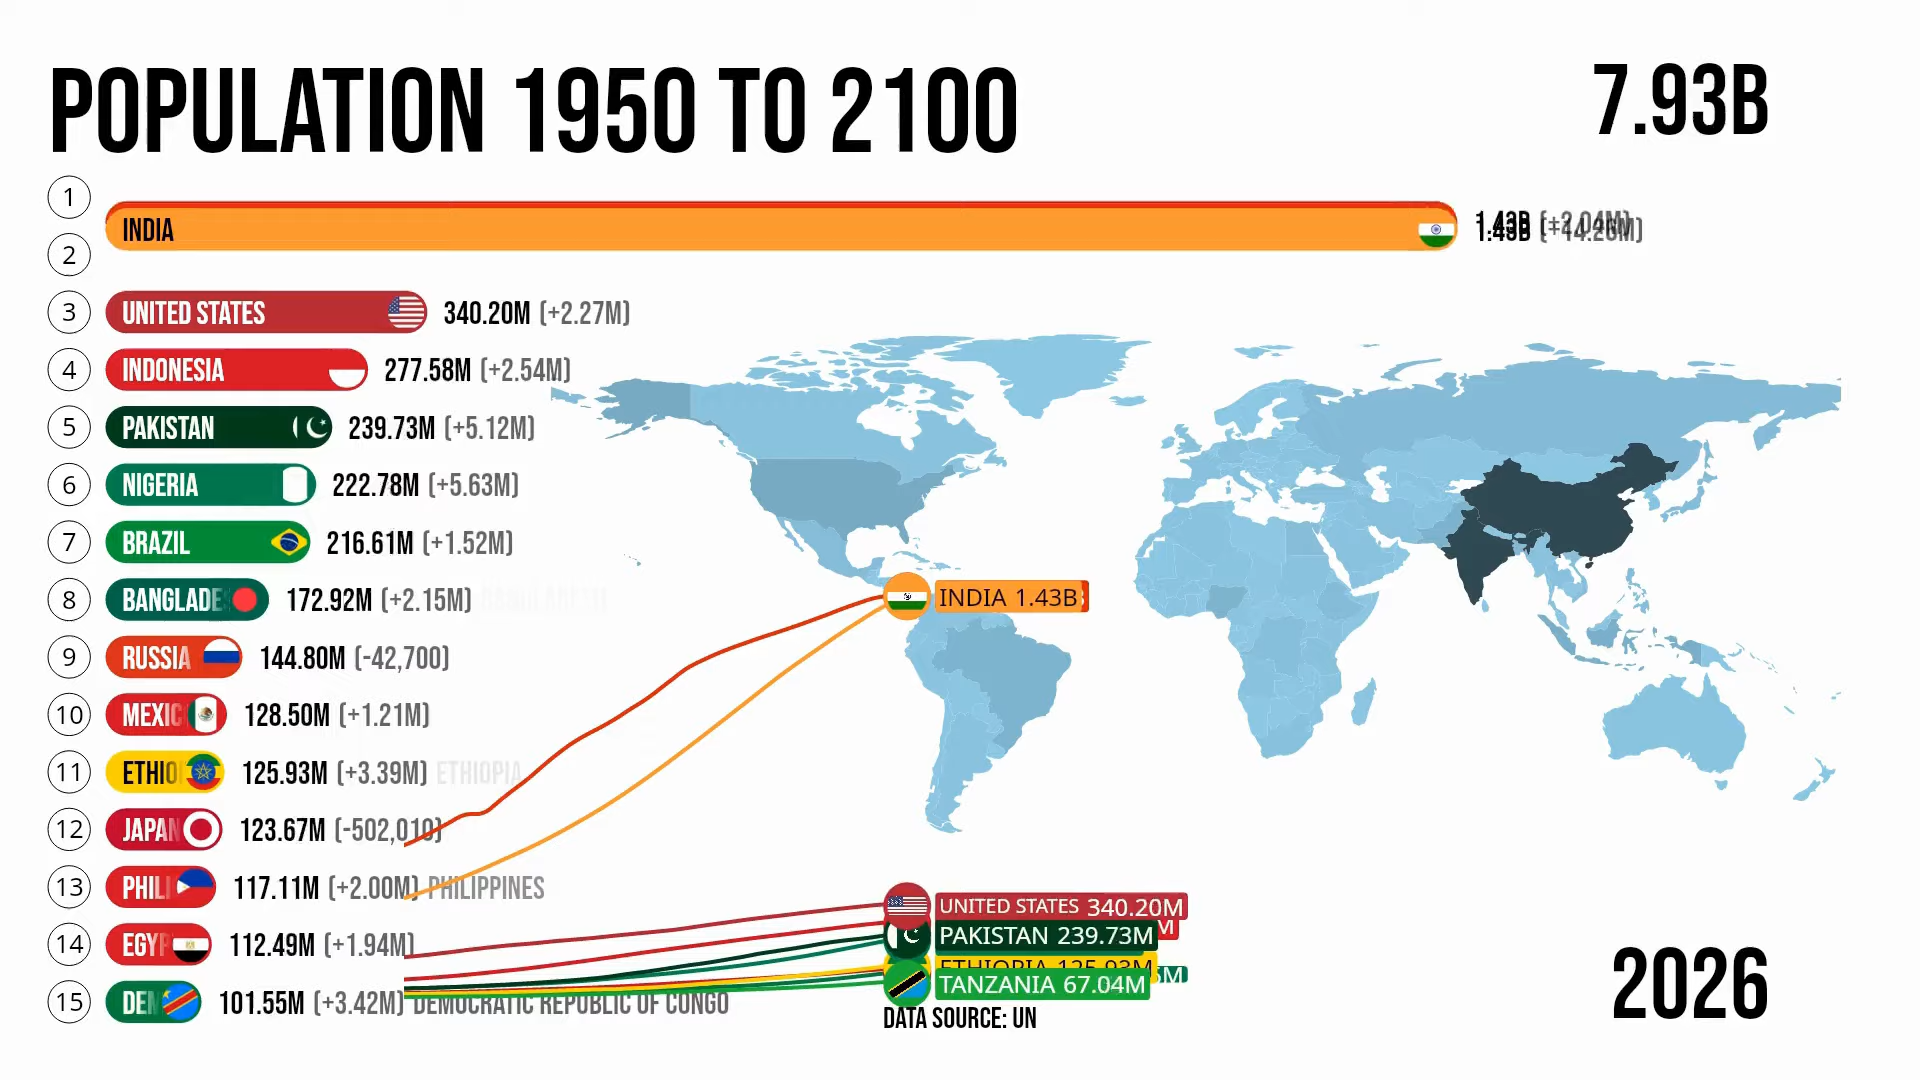 POPULATION 1950 TO 2100
7.93B
1
INDIA
1.43B
2
3 UNITED STATES 340.20M (+2.27M)
4 INDONESIA 277.58M (+2.54M)
5 PAKISTAN 239.73M (+5.12M)
6 NIGERIA 222.78M (+5.63M)
7 BRAZIL 216.61M (+1.52M)
8 BANGLADE 172.92M (+2.15M)
INDIA 1.43B
9 RUSSIA 144.80M (-42,700)
10 MEXIC 128.50M (+1.21M)
11 ETHIO 125.93M (+3.39M) ETHIOPIA
12 JAPAN 123.67M (-502,010)
13 PHILI 117.11M (+2.00M) PHILIPPINES
UNITED STATES 340.20M
M
14 EGYP 112.49M (+1.94M)
PAKISTAN 239.73M
ETHIOPIA 125.93M
TANZANIA 67.04M
15 DEM 101.55M (+3.42M) DEMOCRATIC REPUBLIC OF CONGO
DATA SOURCE: UN
2026